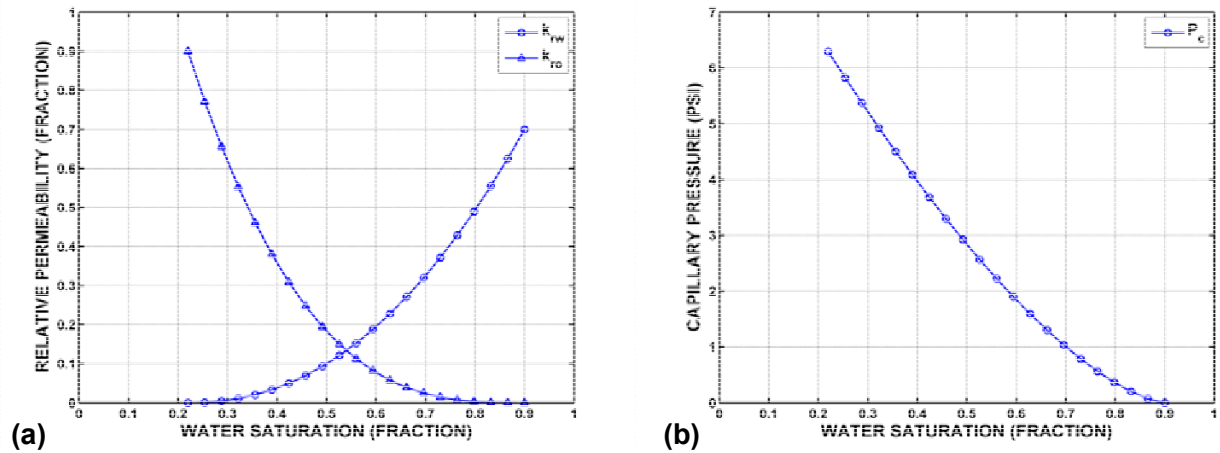 1
0.9
0.8
0.7
0.6
0.5
0.4
0.3
0.2
0.1
0
RELATIVE PERMEABILITY (FRACTION)
k_rw
k_ro
0 0.1 0.2 0.3 0.4 0.5 0.6 0.7 0.8 0.9 1
WATER SATURATION (FRACTION)
(a)
7
6
5
4
3
2
1
0
CAPILLARY PRESSURE (PSI)
P_c
0 0.1 0.2 0.3 0.4 0.5 0.6 0.7 0.8 0.9 1
WATER SATURATION (FRACTION)
(b)